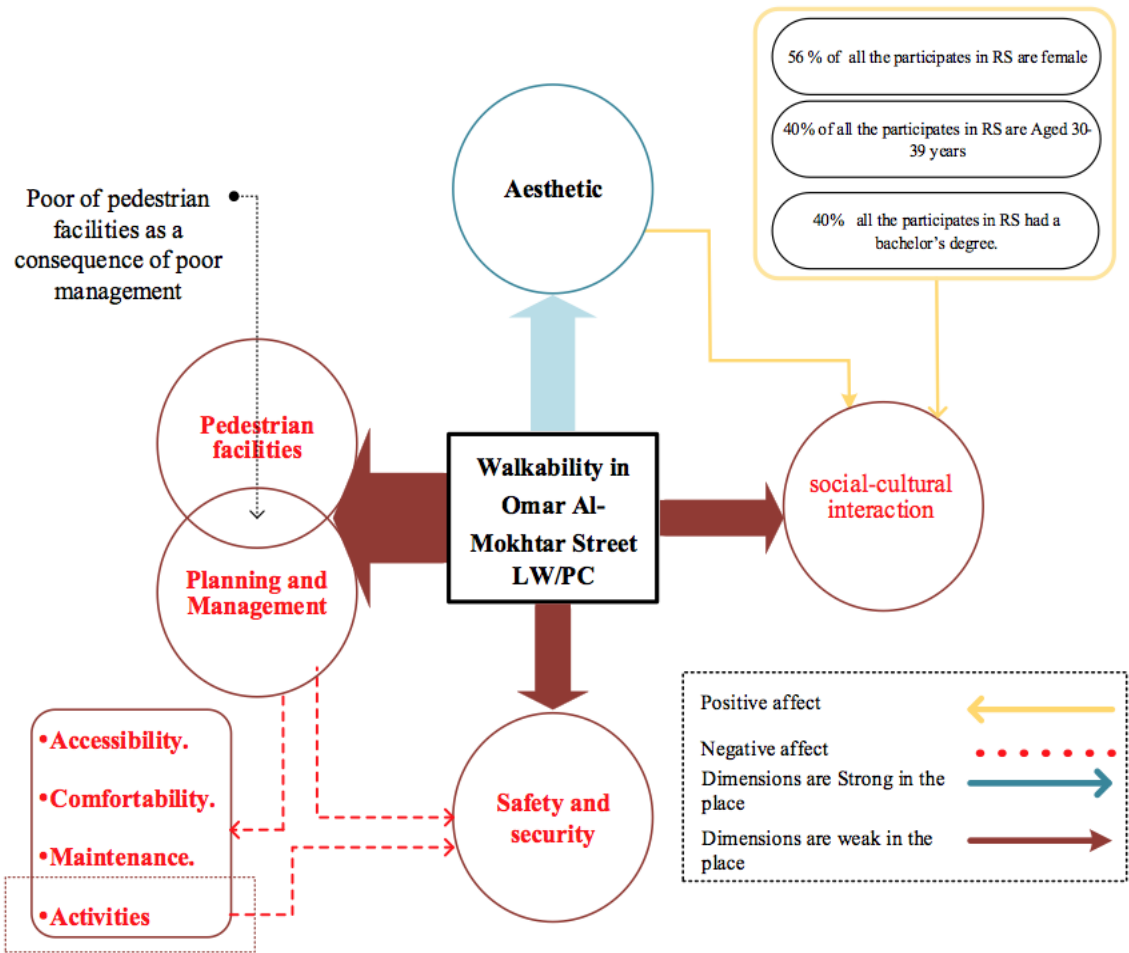 56 % of  all the participates in RS are female
40% of all the participates in RS are Aged 30-
39 years
40%   all the participates in RS had a
bachelor's degree.
Aesthetic
Poor of pedestrian
facilities as a
consequence of poor
management
Pedestrian
facilities
Planning and
Management
Walkability in
Omar Al-
Mokhtar Street
LW/PC
social-cultural
interaction
•Accessibility.
•Comfortability.
•Maintenance.
•Activities
Safety and
security
Positive affect
Negative affect
Dimensions are Strong in the
place
Dimensions are weak in the
place